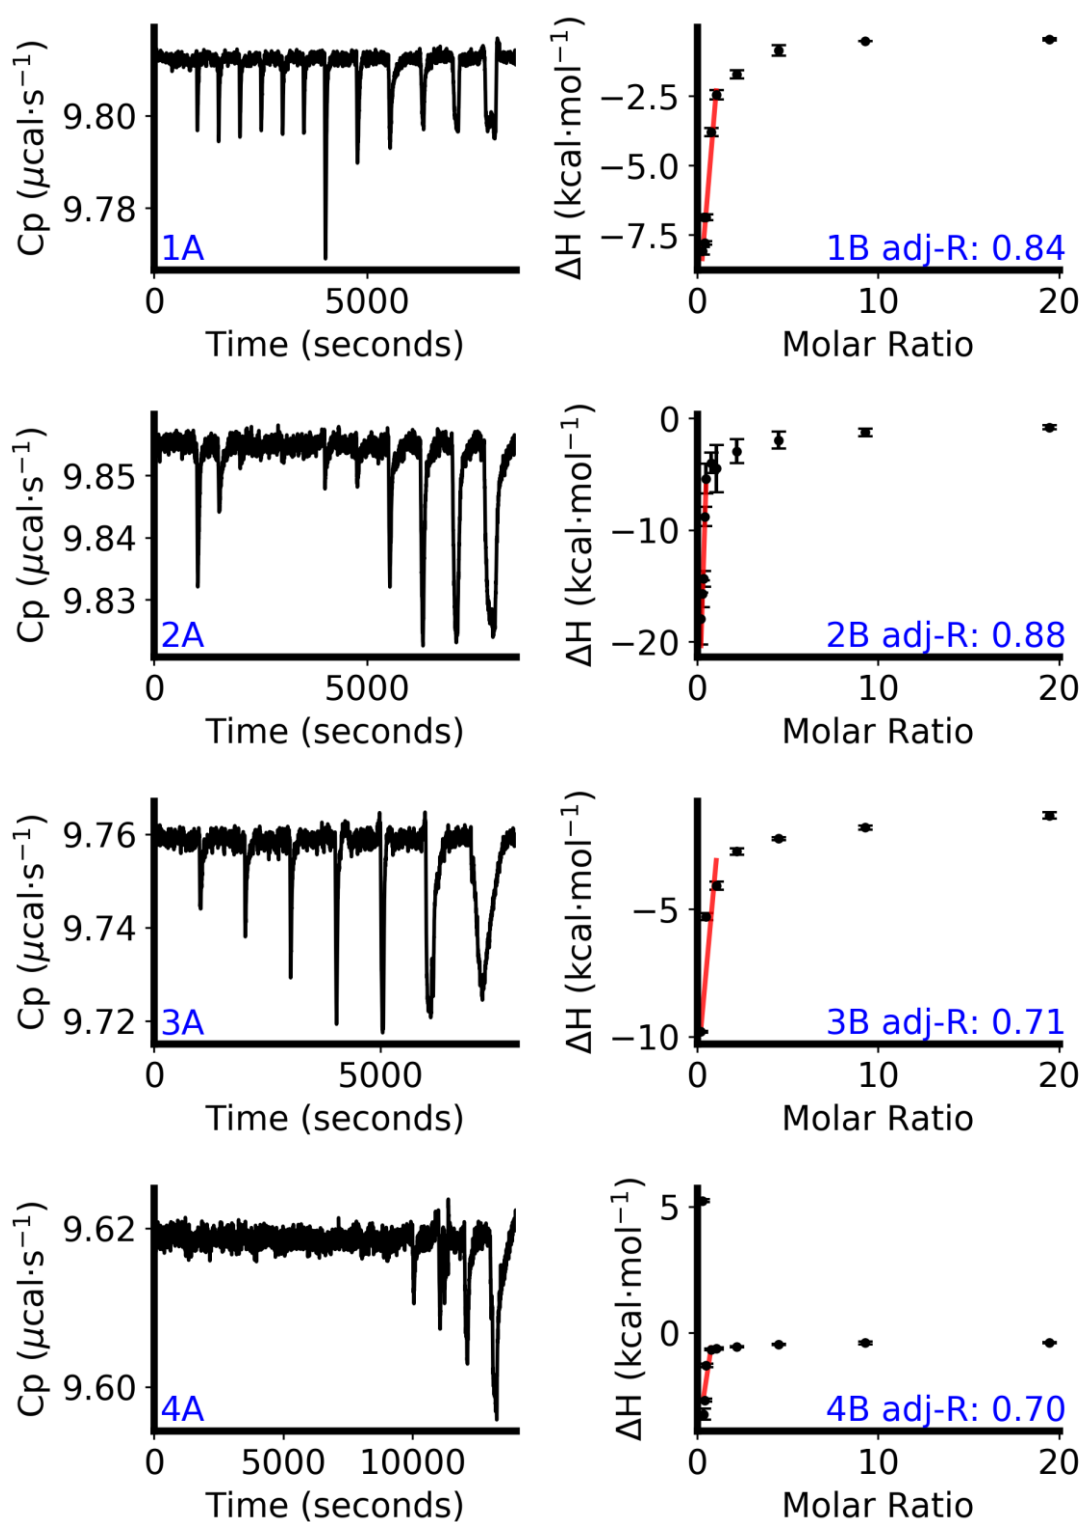 Cp (μcal·s⁻¹)
9.80
9.78
1A
0
5000
Time (seconds)
ΔH (kcal·mol⁻¹)
−2.5
−5.0
−7.5
1B adj-R: 0.84
0
10
20
Molar Ratio
Cp (μcal·s⁻¹)
9.85
9.84
9.83
2A
0
5000
Time (seconds)
ΔH (kcal·mol⁻¹)
0
−10
−20
2B adj-R: 0.88
0
10
20
Molar Ratio
Cp (μcal·s⁻¹)
9.76
9.74
9.72
3A
0
5000
Time (seconds)
ΔH (kcal·mol⁻¹)
−5
−10
3B adj-R: 0.71
0
10
20
Molar Ratio
Cp (μcal·s⁻¹)
9.62
9.60
4A
0
5000
10000
Time (seconds)
ΔH (kcal·mol⁻¹)
5
0
4B adj-R: 0.70
0
10
20
Molar Ratio